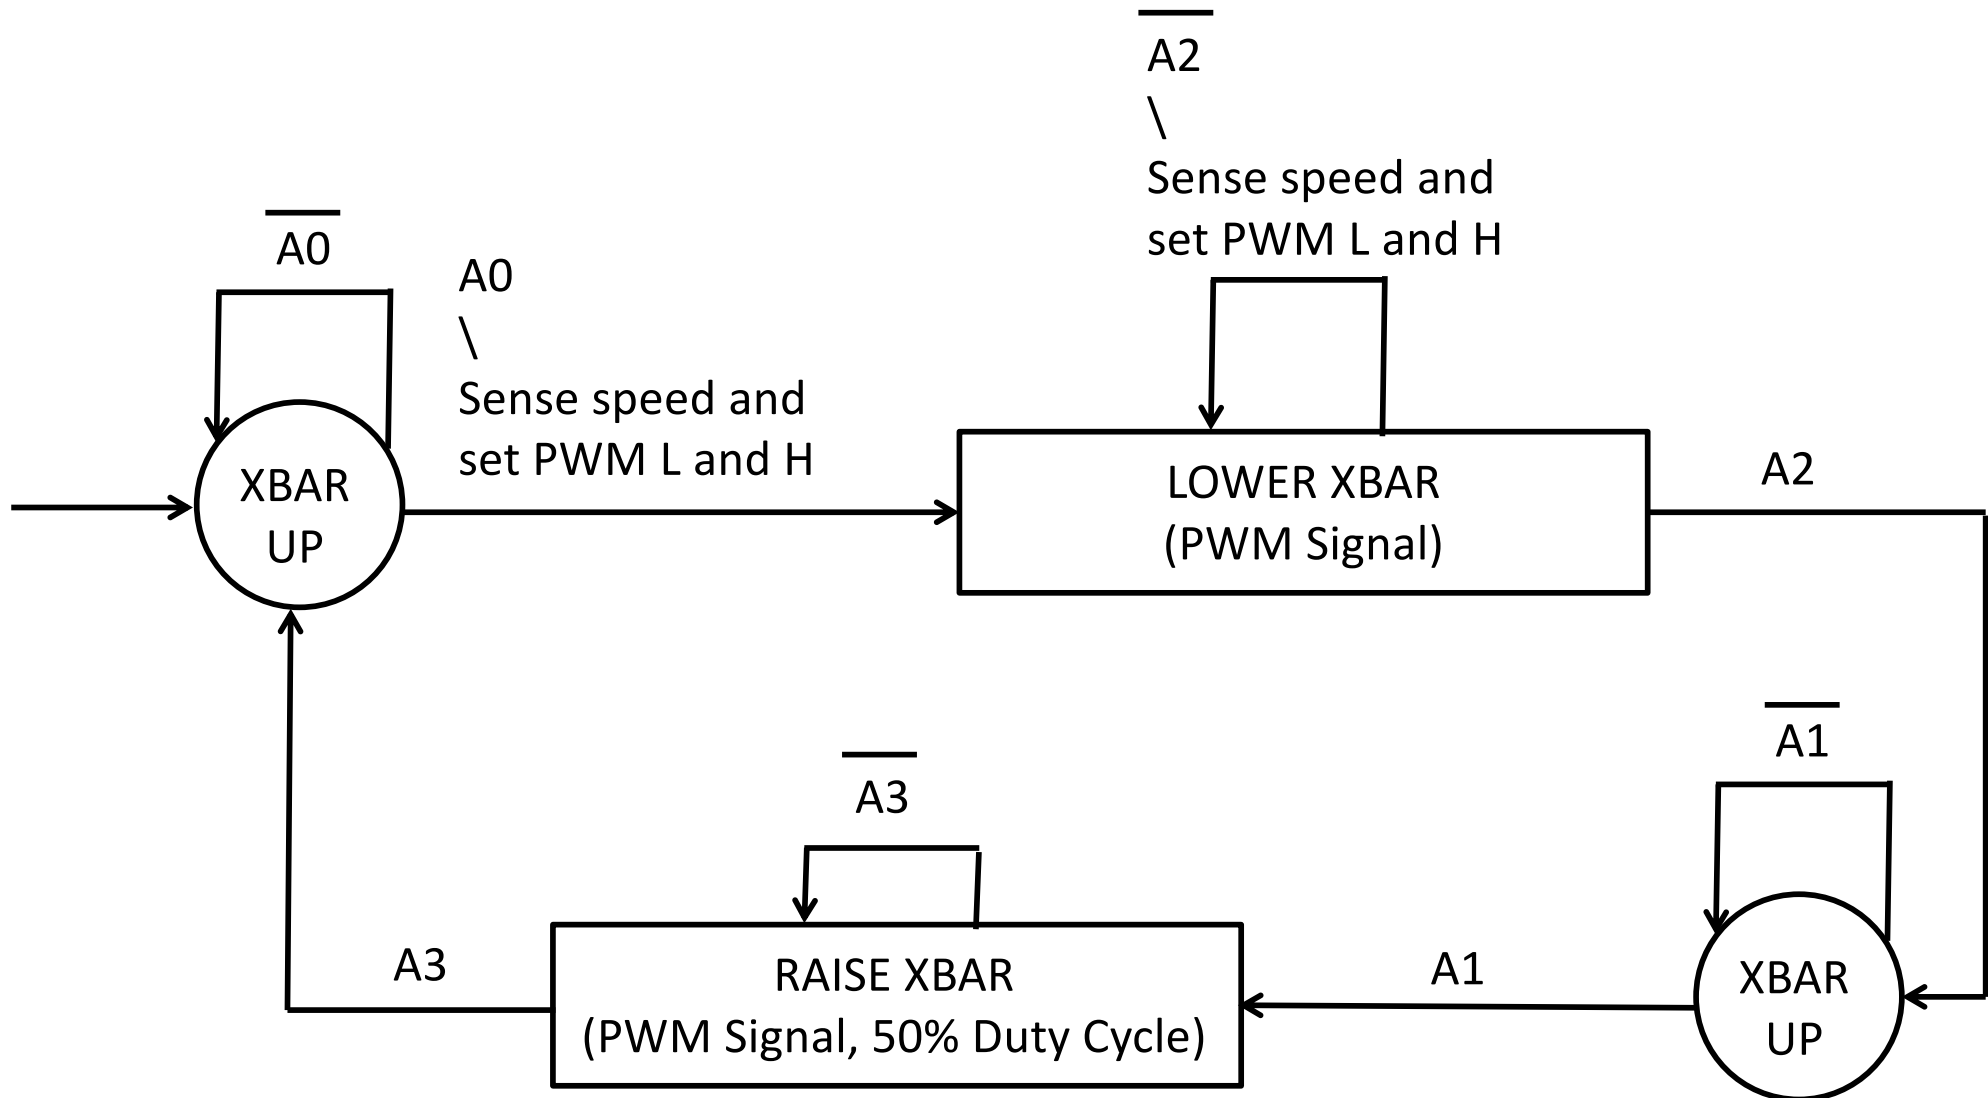 A2
\
Sense speed and
set PWM L and H
A0
A0
\
Sense speed and
set PWM L and H
XBAR
UP
LOWER XBAR
(PWM Signal)
A2
A1
A3
A3
RAISE XBAR
(PWM Signal, 50% Duty Cycle)
A1
XBAR
UP